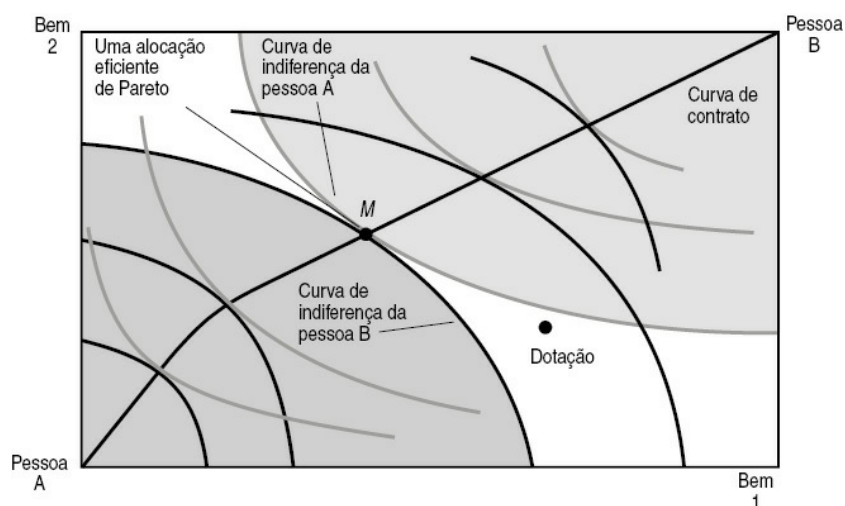 Bem
2
Uma alocação
eficiente
de Pareto
Curva de
indiferença da
pessoa A
Pessoa
B
Curva de
contrato
M
Curva de
indiferença da
pessoa B
Dotação
Pessoa
A
Bem
1